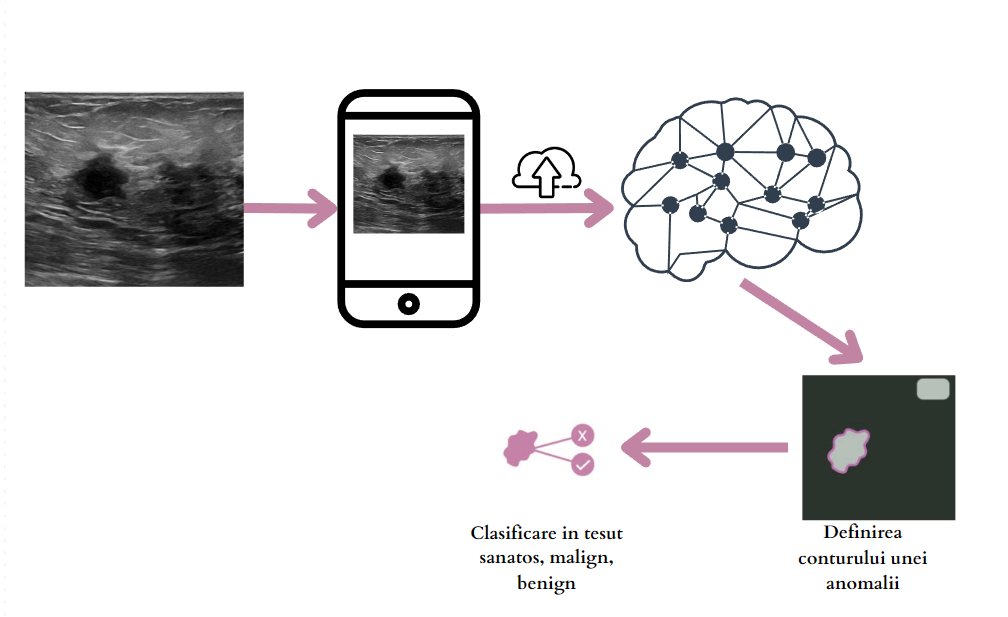 Clasificare in tesut
sanatos, malign,
benign
Definirea
conturului unei
anomalii